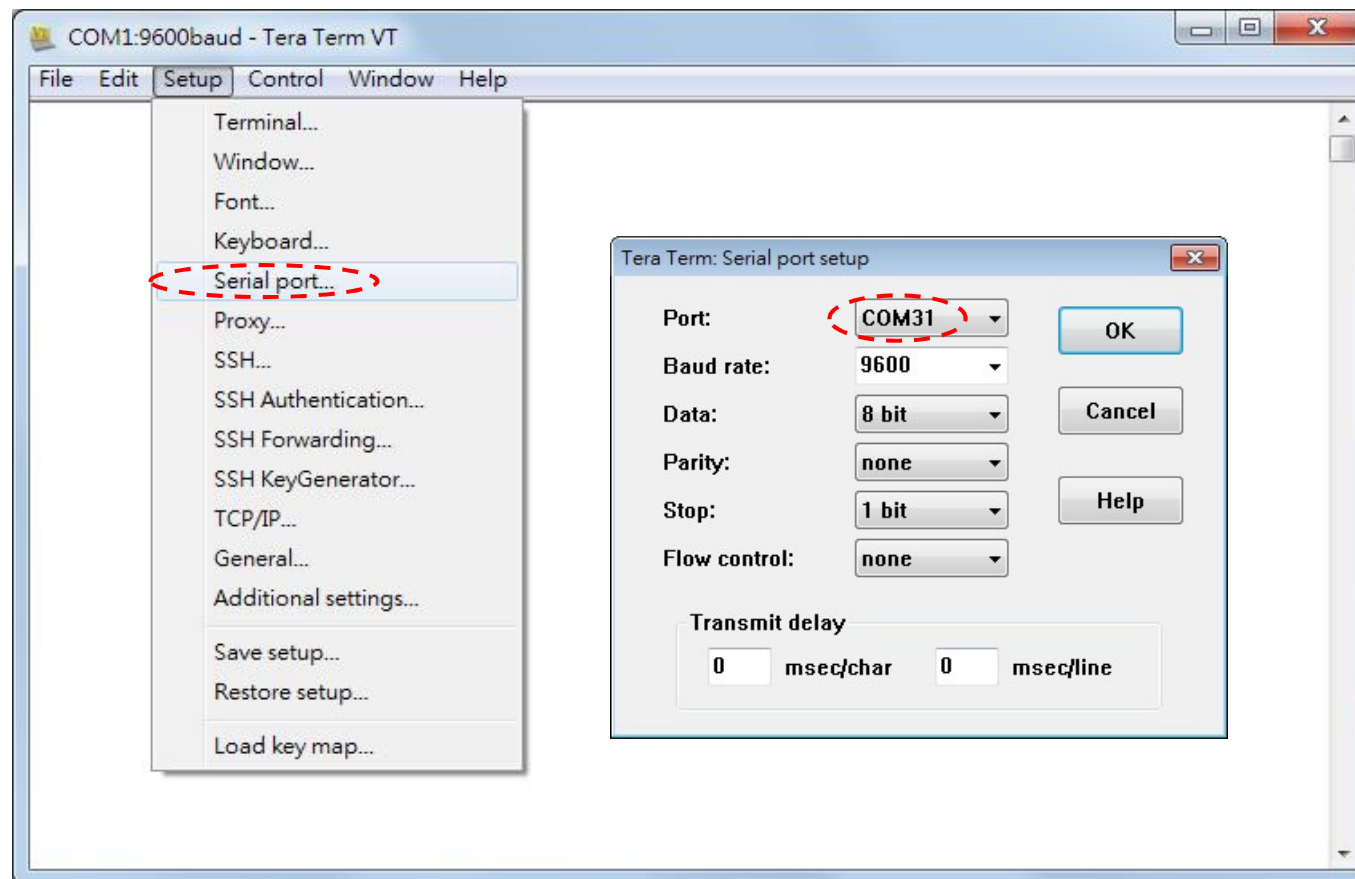 COM1:9600baud - Tera Term VT
File Edit Setup Control Window Help
Terminal...
Window...
Font...
Keyboard...
Serial port...
Proxy...
SSH...
SSH Authentication...
SSH Forwarding...
SSH KeyGenerator...
TCP/IP...
General...
Additional settings...
Save setup...
Restore setup...
Load key map...
Tera Term: Serial port setup
Port: COM31 OK
Baud rate: 9600
Data: 8 bit Cancel
Parity: none
Stop: 1 bit Help
Flow control: none
Transmit delay
0 msec/char 0 msec/line